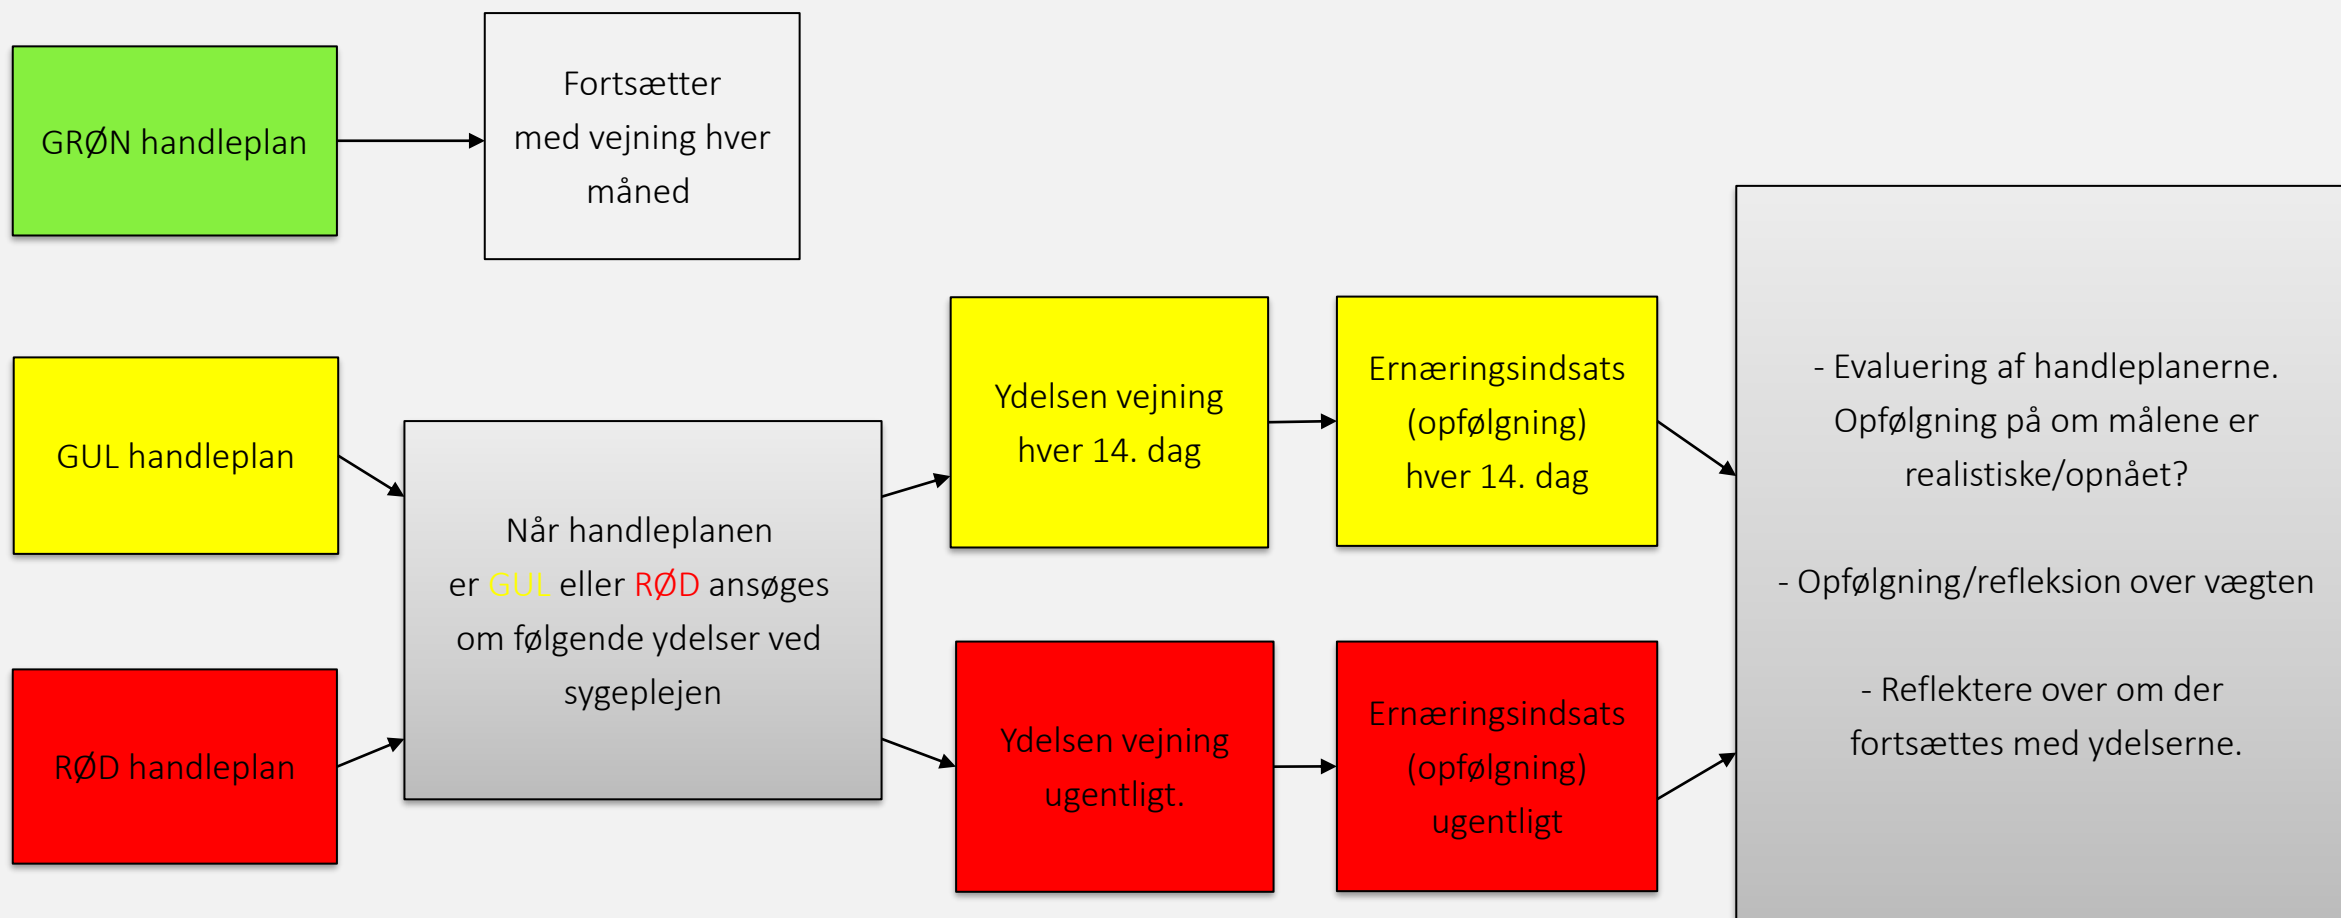 GRØN handleplan
Fortsætter
med vejning hver
måned
GUL handleplan
RØD handleplan
Når handleplanen
er GUL eller RØD ansøges
om følgende ydelser ved
sygeplejen
Ydelsen vejning
hver 14. dag
Ernæringsindsats
(opfølgning)
hver 14. dag
Ydelsen vejning
ugentligt.
Ernæringsindsats
(opfølgning)
ugentligt
- Evaluering af handleplanerne.
Opfølgning på om målene er
realistiske/opnået?
- Opfølgning/refleksion over vægten
- Reflektere over om der
fortsættes med ydelserne.